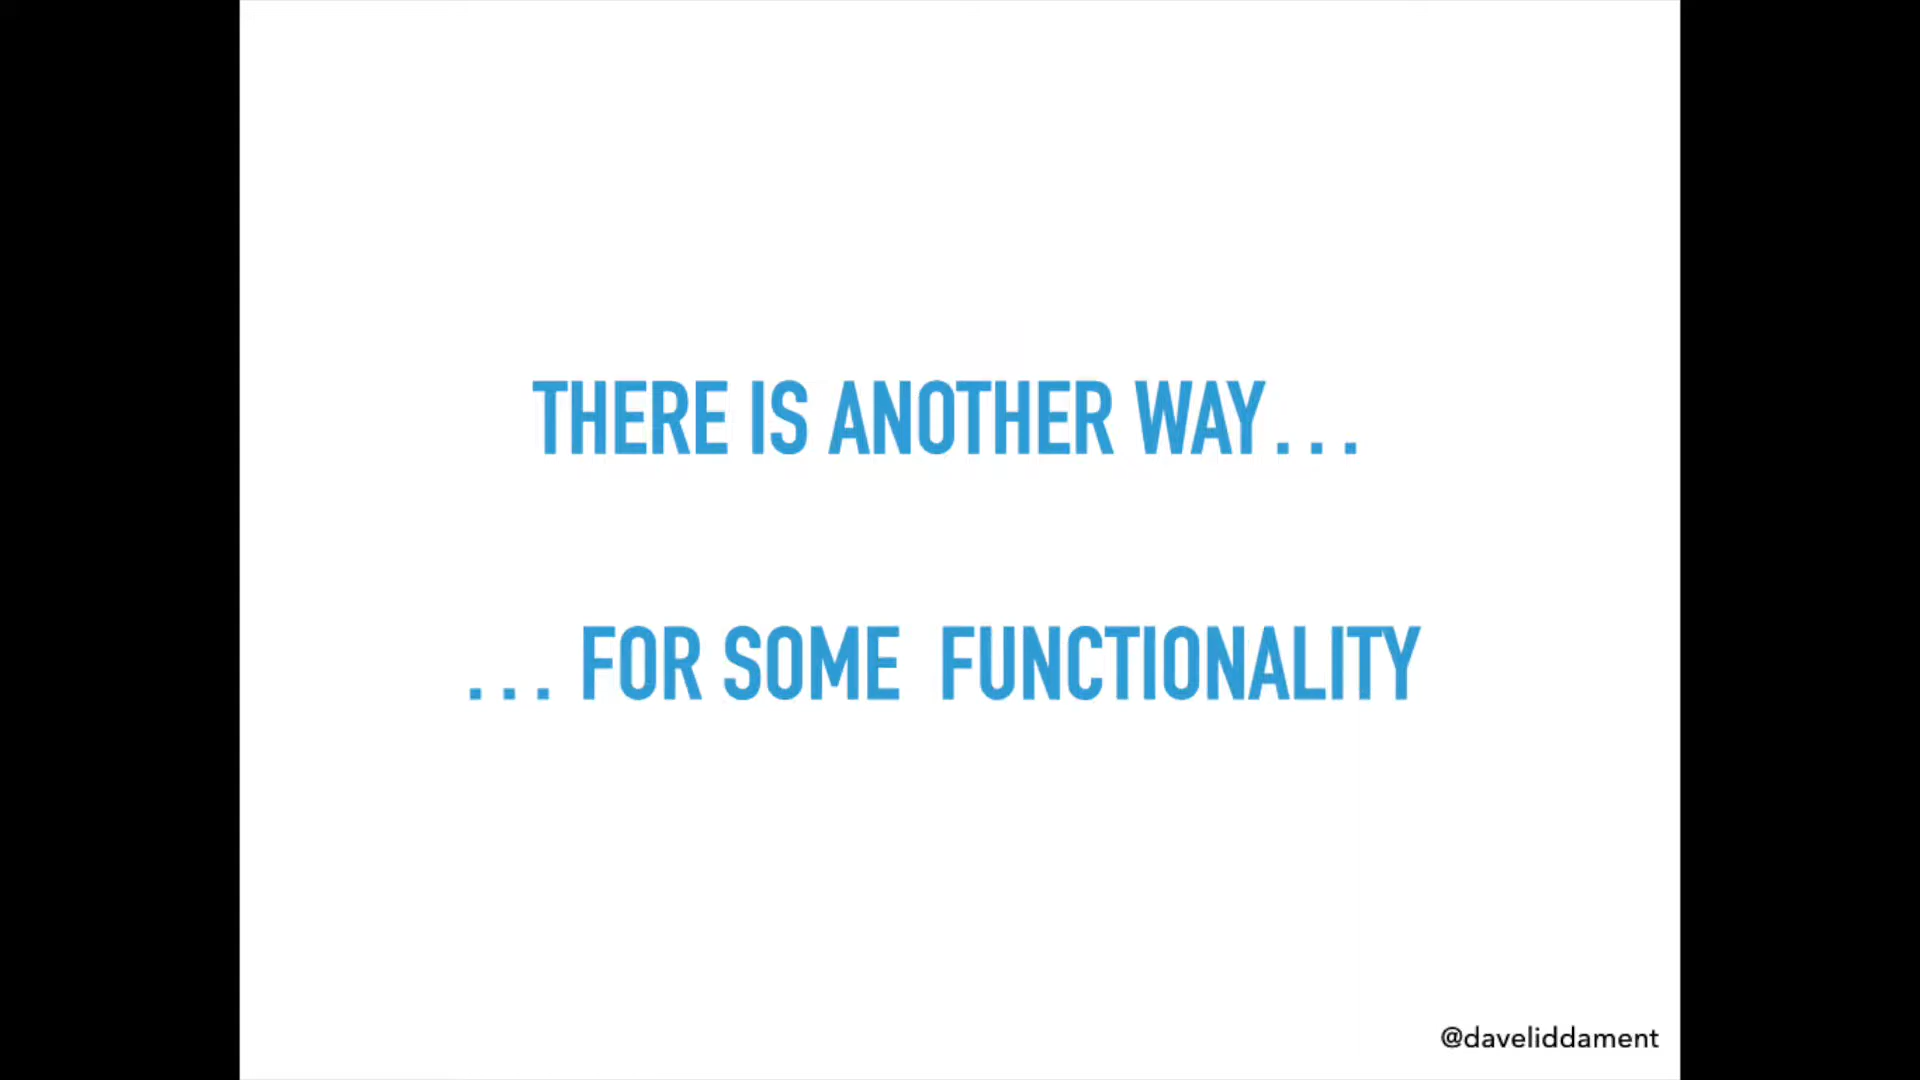 THERE IS ANOTHER WAY...
... FOR SOME FUNCTIONALITY
@daveliddament